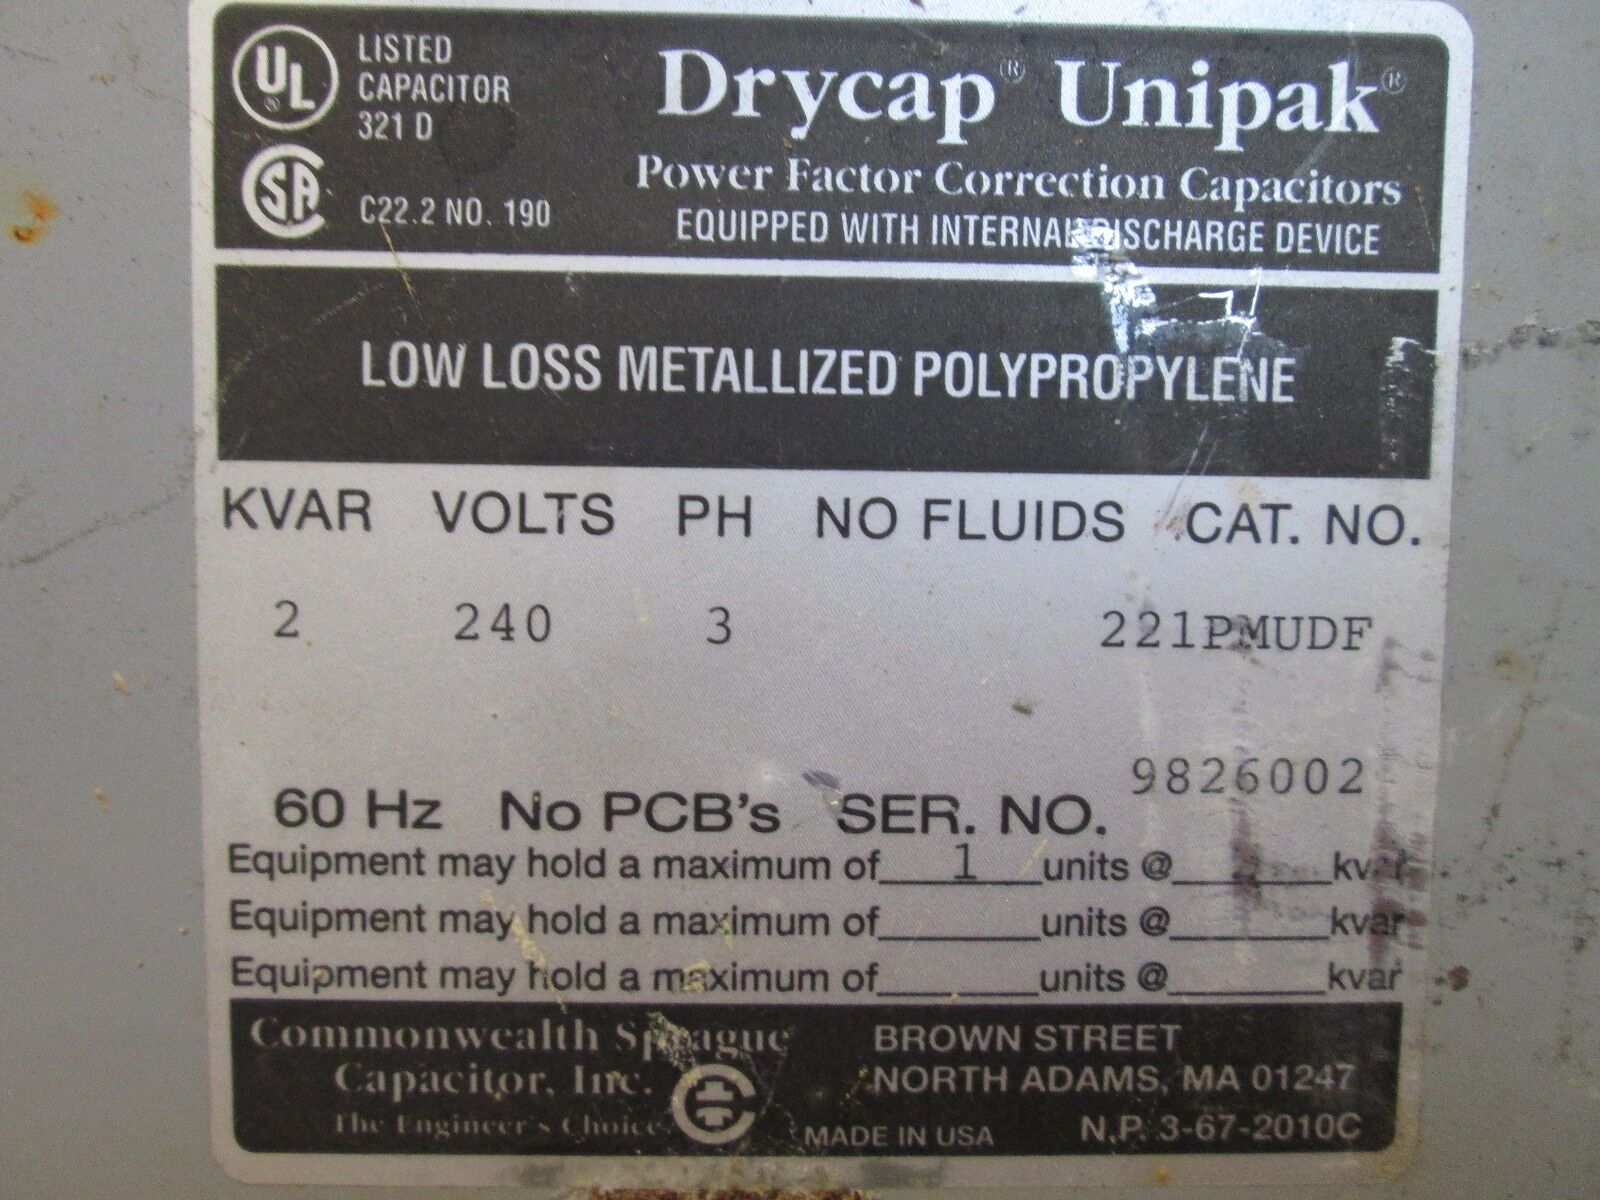 UL®
LISTED
CAPACITOR
321 D
SA
C22.2 NO. 190
Drycap® Unipak®
Power Factor Correction Capacitors
EQUIPPED WITH INTERNAL DISCHARGE DEVICE
LOW LOSS METALLIZED POLYPROPYLENE
KVAR VOLTS PH NO FLUIDS CAT. NO.
2 240 3 221PMUDF
9826002
60 Hz No PCB's SER. NO.
Equipment may hold a maximum of 1 units @ kvar
Equipment may hold a maximum of units @ kvar
Equipment may hold a maximum of units @ kvar
Commonwealth Sprague
Capacitor, Inc.
The Engineer's Choice
BROWN STREET
NORTH ADAMS, MA 01247
MADE IN USA N.P. 3-67-2010C